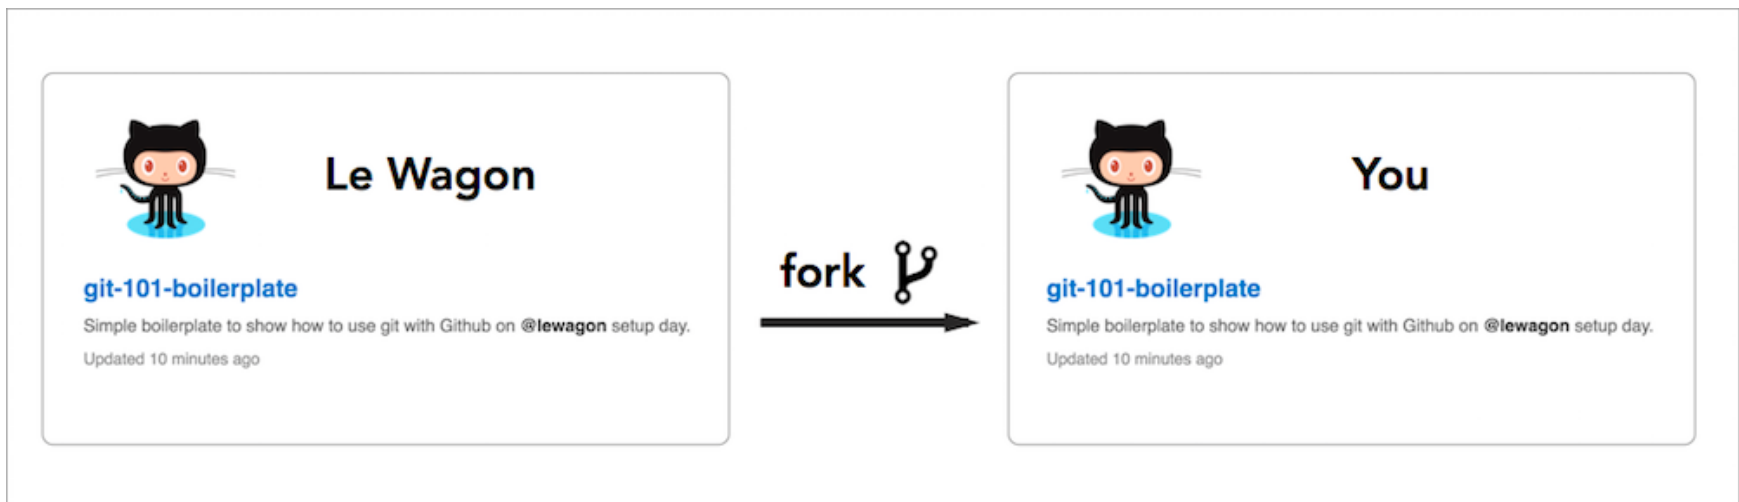 Le Wagon
git-101-boilerplate
Simple boilerplate to show how to use git with Github on @lewagon setup day.
Updated 10 minutes ago
fork
You
git-101-boilerplate
Simple boilerplate to show how to use git with Github on @lewagon setup day.
Updated 10 minutes ago